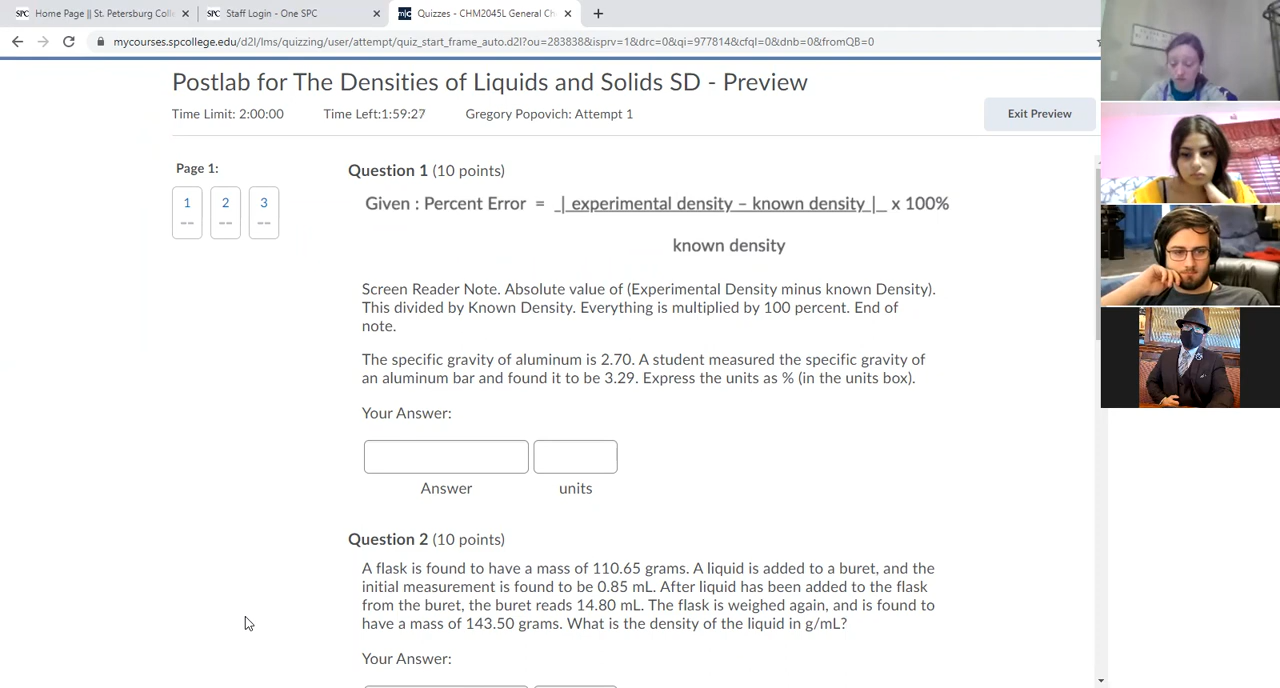 Home Page || St. Petersburg Coll
Staff Login - One SPC
Quizzes - CHM2045L General Ch
mycourses.spcollege.edu/d2l/lms/quizzing/user/attempt/quiz_start_frame_auto.d2l?ou=283838&isprv=1&drc=0&qi=977814&cfql=0&dnb=0&fromQB=0
Postlab for The Densities of Liquids and Solids SD - Preview
Time Limit: 2:00:00 Time Left:1:59:27 Gregory Popovich: Attempt 1
Exit Preview
Page 1:
1 2 3
-- -- --
Question 1 (10 points)
Given : Percent Error = _| experimental density – known density |_ x 100%
known density
Screen Reader Note. Absolute value of (Experimental Density minus known Density).
This divided by Known Density. Everything is multiplied by 100 percent. End of
note.
The specific gravity of aluminum is 2.70. A student measured the specific gravity of
an aluminum bar and found it to be 3.29. Express the units as % (in the units box).
Your Answer:
Answer units
Question 2 (10 points)
A flask is found to have a mass of 110.65 grams. A liquid is added to a buret, and the
initial measurement is found to be 0.85 mL. After liquid has been added to the flask
from the buret, the buret reads 14.80 mL. The flask is weighed again, and is found to
have a mass of 143.50 grams. What is the density of the liquid in g/mL?
Your Answer: